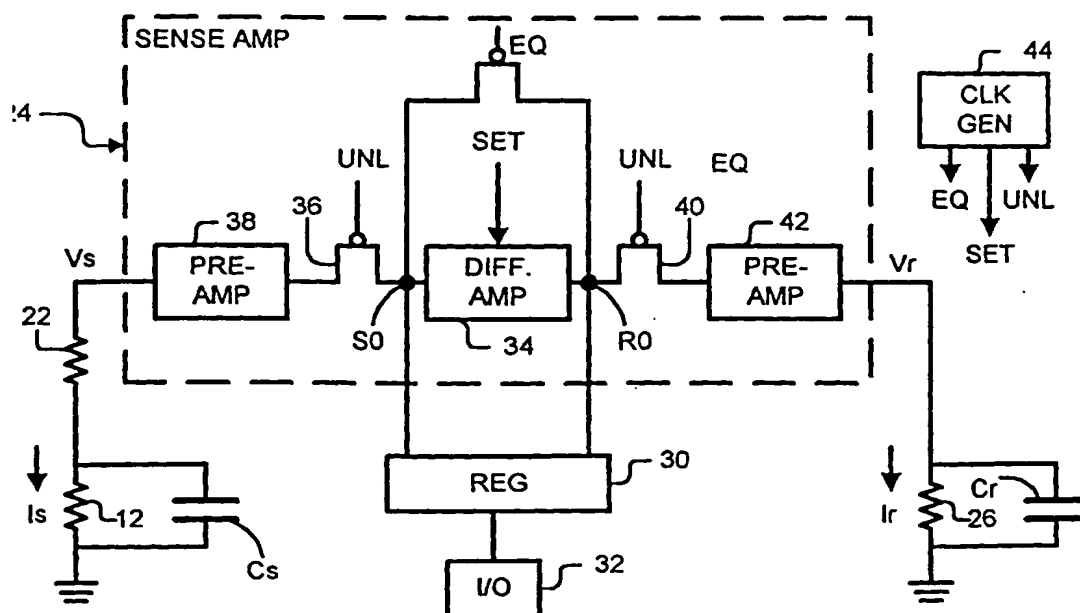 SENSE AMP
EQ
44
CLK
GEN
!4
SET
UNL
UNL
EQ
EQ
UNL
SET
38
36
40
42
Vs
PRE-
AMP
DIFF.
AMP
PRE-
AMP
Vr
22
S0
34
R0
30
REG
Is
12
Cs
Ir
26
Cr
I/O
32